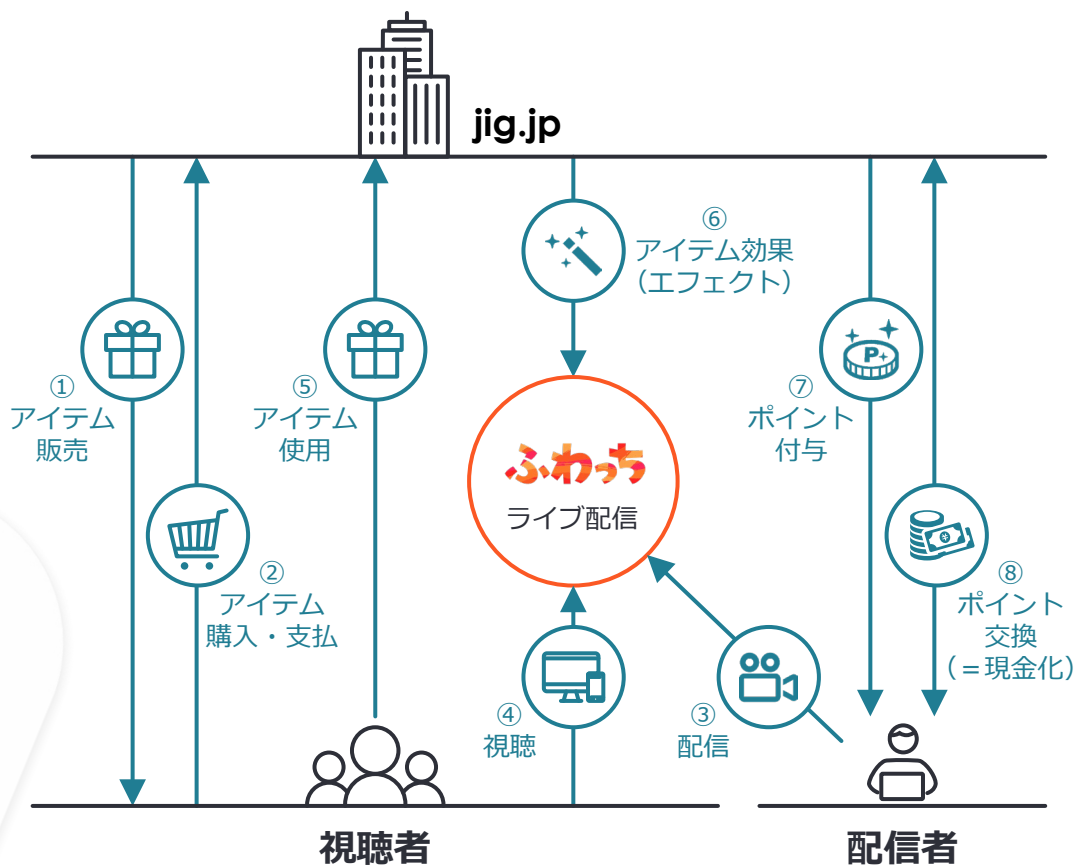 jig.jp
①
アイテム
販売
②
アイテム
購入・支払
⑤
アイテム
使用
⑥
アイテム効果
（エフェクト）
ふわっち
ライブ配信
④
視聴
③
配信
P+
⑦
ポイント
付与
⑧
ポイント
交換
（＝現金化）
視聴者
配信者